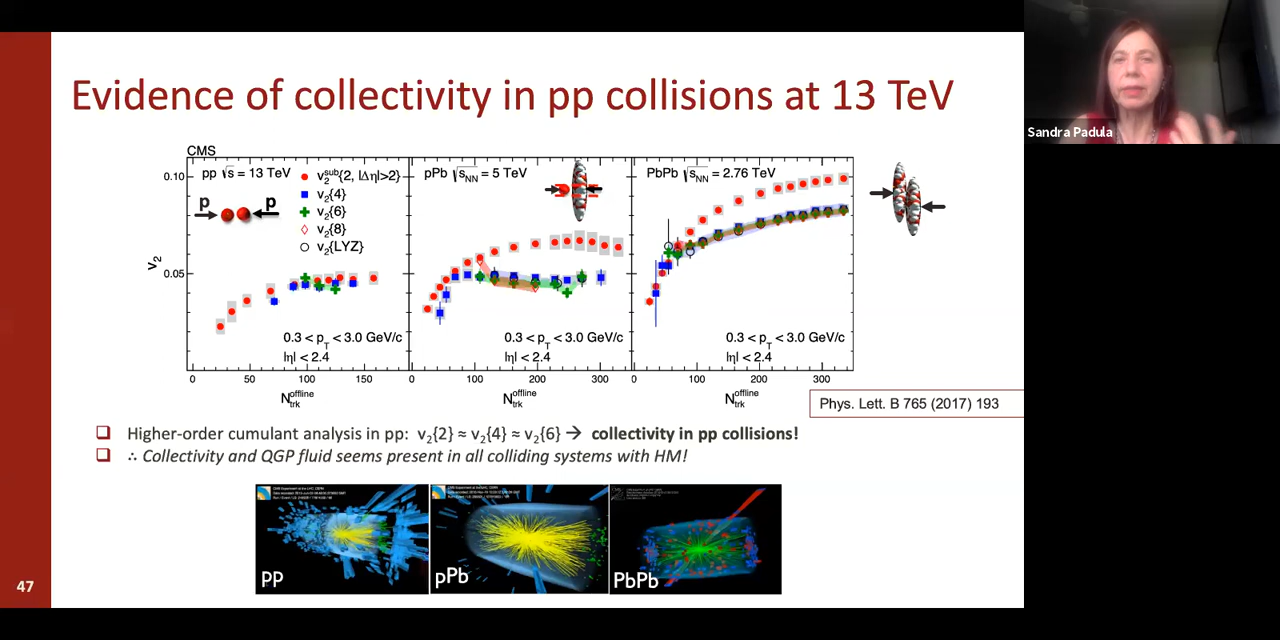 Evidence of collectivity in pp collisions at 13 TeV
Sandra Padula
CMS
pp √s = 13 TeV
v₂ˢᵘᵇ{2, |Δη|>2}
v₂{4}
v₂{6}
v₂{8}
v₂{LYZ}
p p
pPb √sNN = 5 TeV
PbPb √sNN = 2.76 TeV
v₂
0.10
0.05
0.3 < pT < 3.0 GeV/c
|η| < 2.4
0.3 < pT < 3.0 GeV/c
|η| < 2.4
0.3 < pT < 3.0 GeV/c
|η| < 2.4
0 50 100 150
0 100 200 300
0 100 200 300
N offline trk
N offline trk
N offline trk
Phys. Lett. B 765 (2017) 193
❑ Higher-order cumulant analysis in pp: v₂{2} ≈ v₂{4} ≈ v₂{6} → collectivity in pp collisions!
❑ ∴ Collectivity and QGP fluid seems present in all colliding systems with HM!
PP
pPb
PbPb
47